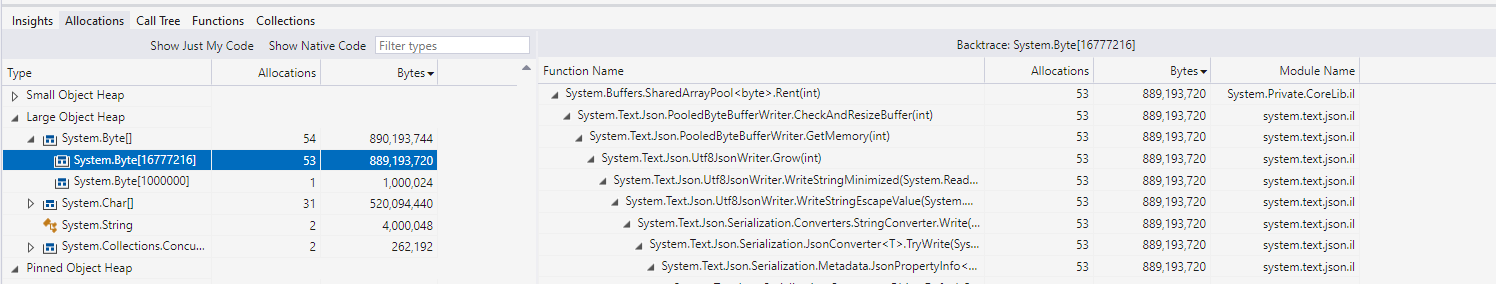 Insights Allocations Call Tree Functions Collections
Show Just My Code Show Native Code Filter types
Type Allocations Bytes
Small Object Heap
Large Object Heap
System.Byte[] 54 890,193,744
System.Byte[16777216] 53 889,193,720
System.Byte[1000000] 1 1,000,024
System.Char[] 31 520,094,440
System.String 2 4,000,048
System.Collections.Concu... 2 262,192
Pinned Object Heap
Backtrace: System.Byte[16777216]
Function Name Allocations Bytes Module Name
System.Buffers.SharedArrayPool<byte>.Rent(int) 53 889,193,720 System.Private.CoreLib.il
System.Text.Json.PooledByteBufferWriter.CheckAndResizeBuffer(int) 53 889,193,720 system.text.json.il
System.Text.Json.PooledByteBufferWriter.GetMemory(int) 53 889,193,720 system.text.json.il
System.Text.Json.Utf8JsonWriter.Grow(int) 53 889,193,720 system.text.json.il
System.Text.Json.Utf8JsonWriter.WriteStringMinimized(System.Read... 53 889,193,720 system.text.json.il
System.Text.Json.Utf8JsonWriter.WriteStringEscapeValue(System.... 53 889,193,720 system.text.json.il
System.Text.Json.Serialization.Converters.StringConverter.Write(... 53 889,193,720 system.text.json.il
System.Text.Json.Serialization.JsonConverter<T>.TryWrite(Sys... 53 889,193,720 system.text.json.il
System.Text.Json.Serialization.Metadata.JsonPropertyInfo<... 53 889,193,720 system.text.json.il